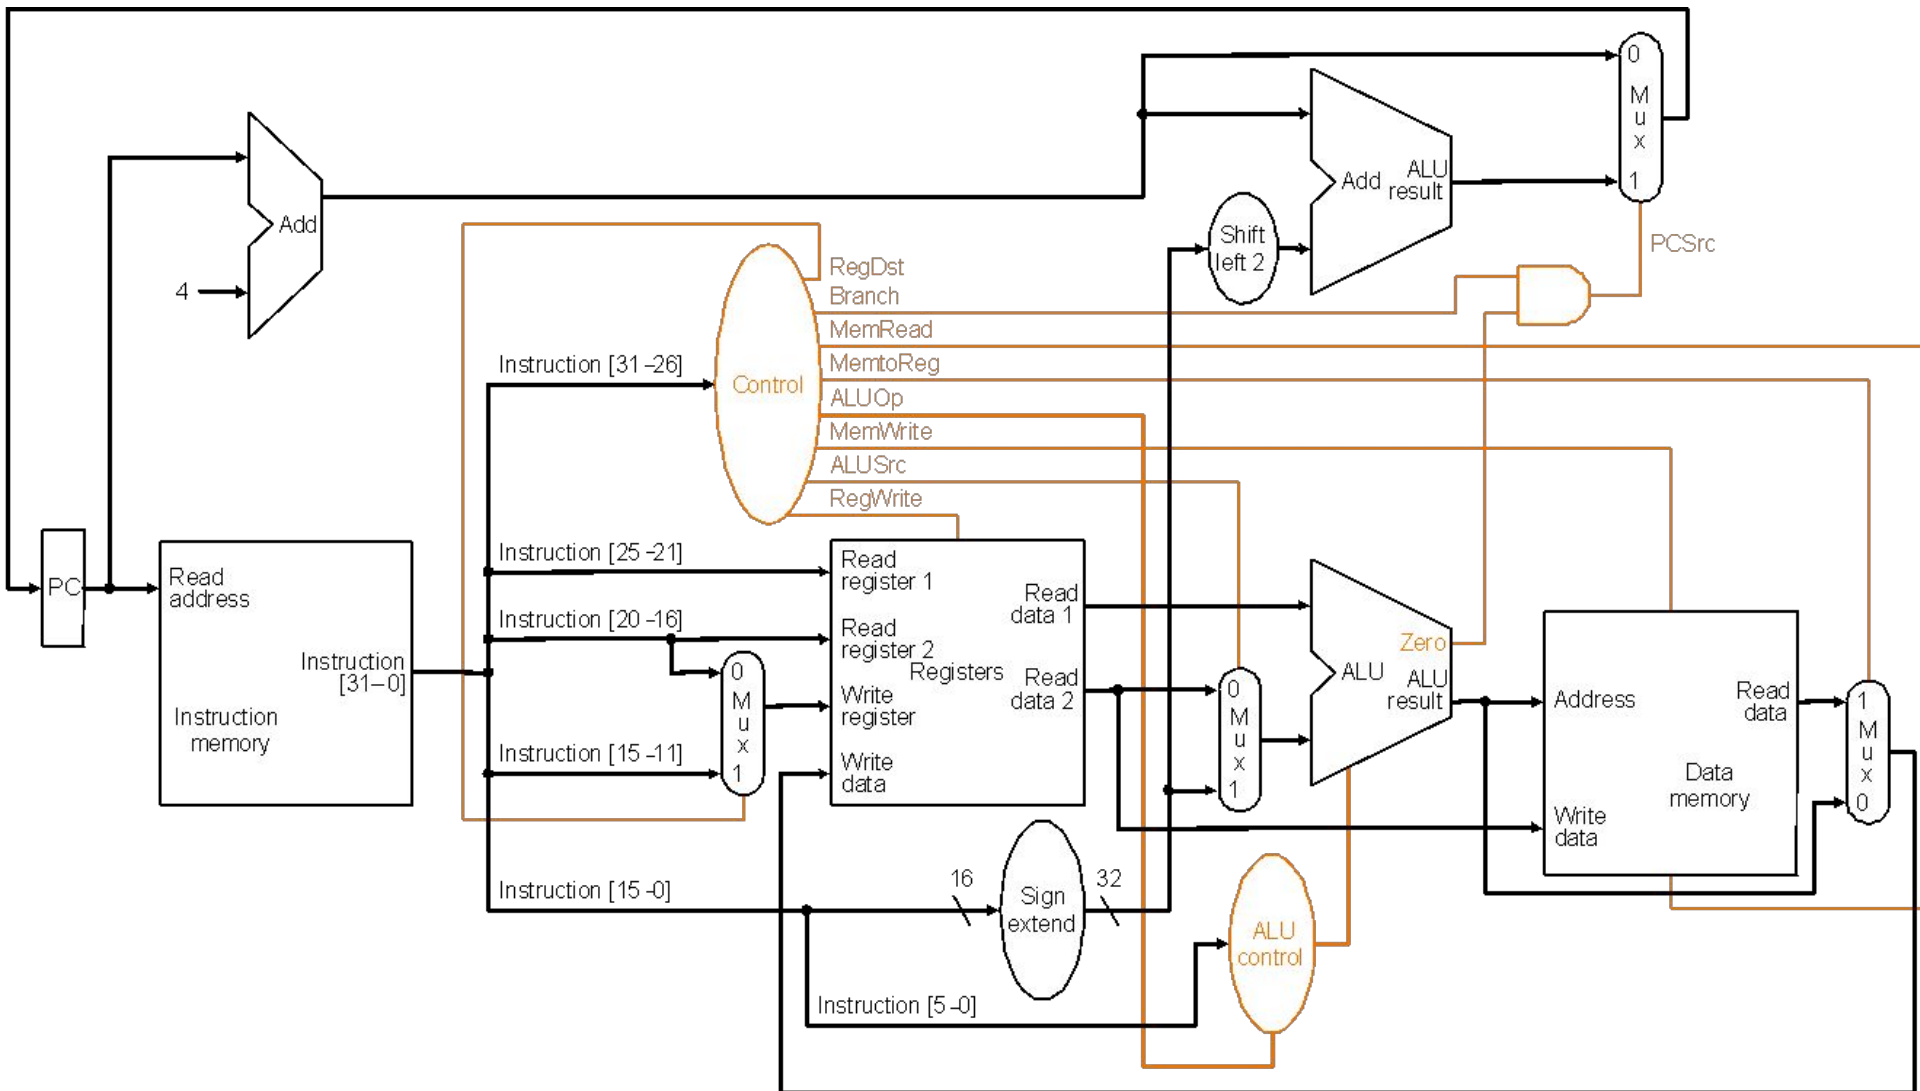 0
M
u
x
1
Add
ALU
result
Shift
left 2
PCSrc
Add
4
RegDst
Branch
MemRead
MemtoReg
ALUOp
MemWrite
ALUSrc
RegWrite
Control
Instruction [31–26]
Instruction [25–21]
Instruction [20–16]
Instruction [15–11]
Instruction [15–0]
Instruction [5–0]
PC
Read
address
Instruction
[31–0]
Instruction
memory
0
M
u
x
1
Read
register 1
Read
register 2
Write
register
Write
data
Registers
Read
data 1
Read
data 2
0
M
u
x
1
Zero
ALU
ALU
result
Address
Write
data
Read
data
Data
memory
1
M
u
x
0
16
Sign
extend
32
ALU
control